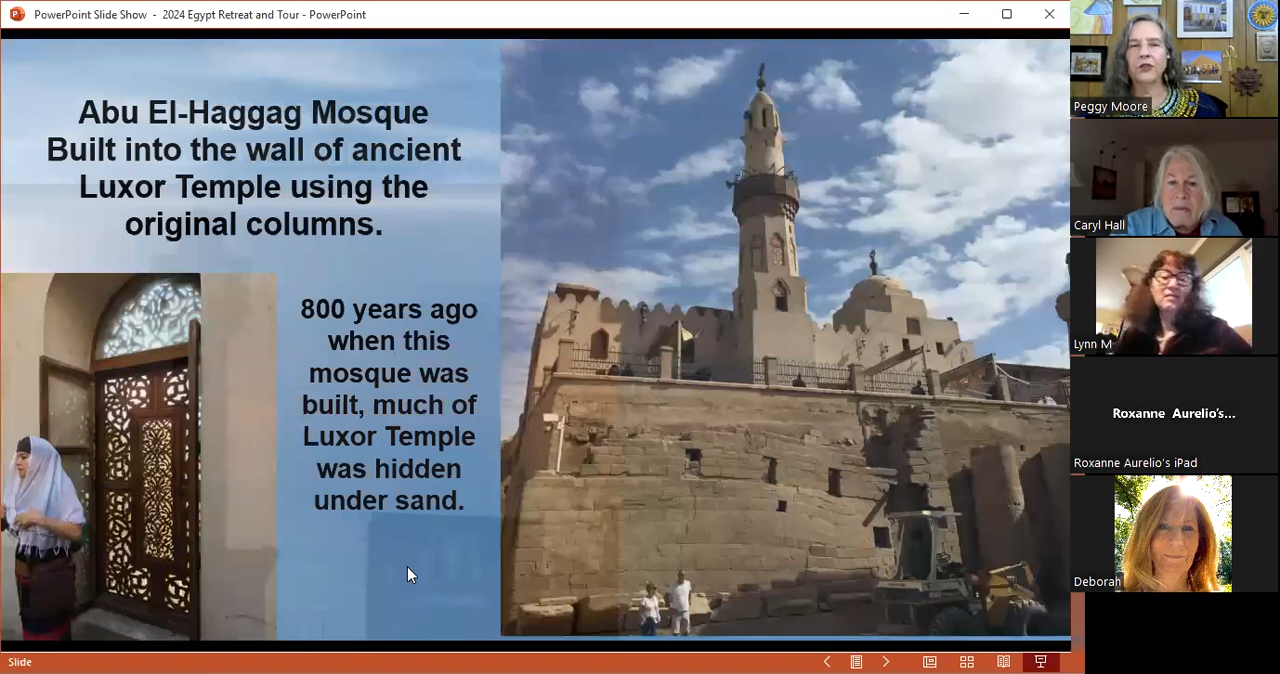 PowerPoint Slide Show - 2024 Egypt Retreat and Tour - PowerPoint
Abu El-Haggag Mosque
Built into the wall of ancient
Luxor Temple using the
original columns.
800 years ago
when this
mosque was
built, much of
Luxor Temple
was hidden
under sand.
Slide
Peggy Moore
Caryl Hall
Lynn M
Roxanne Aurelio's...
Roxanne Aurelio's iPad
Deborah